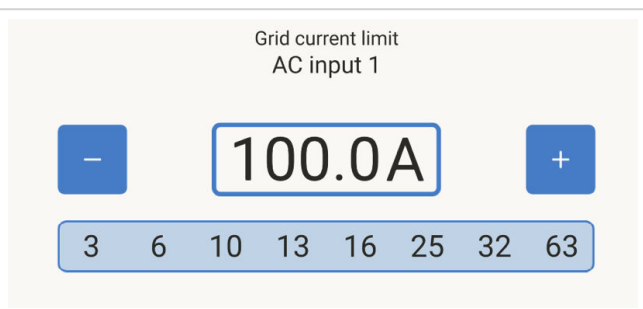 Grid current limit
AC input 1
− 100.0A +
3 6 10 13 16 25 32 63